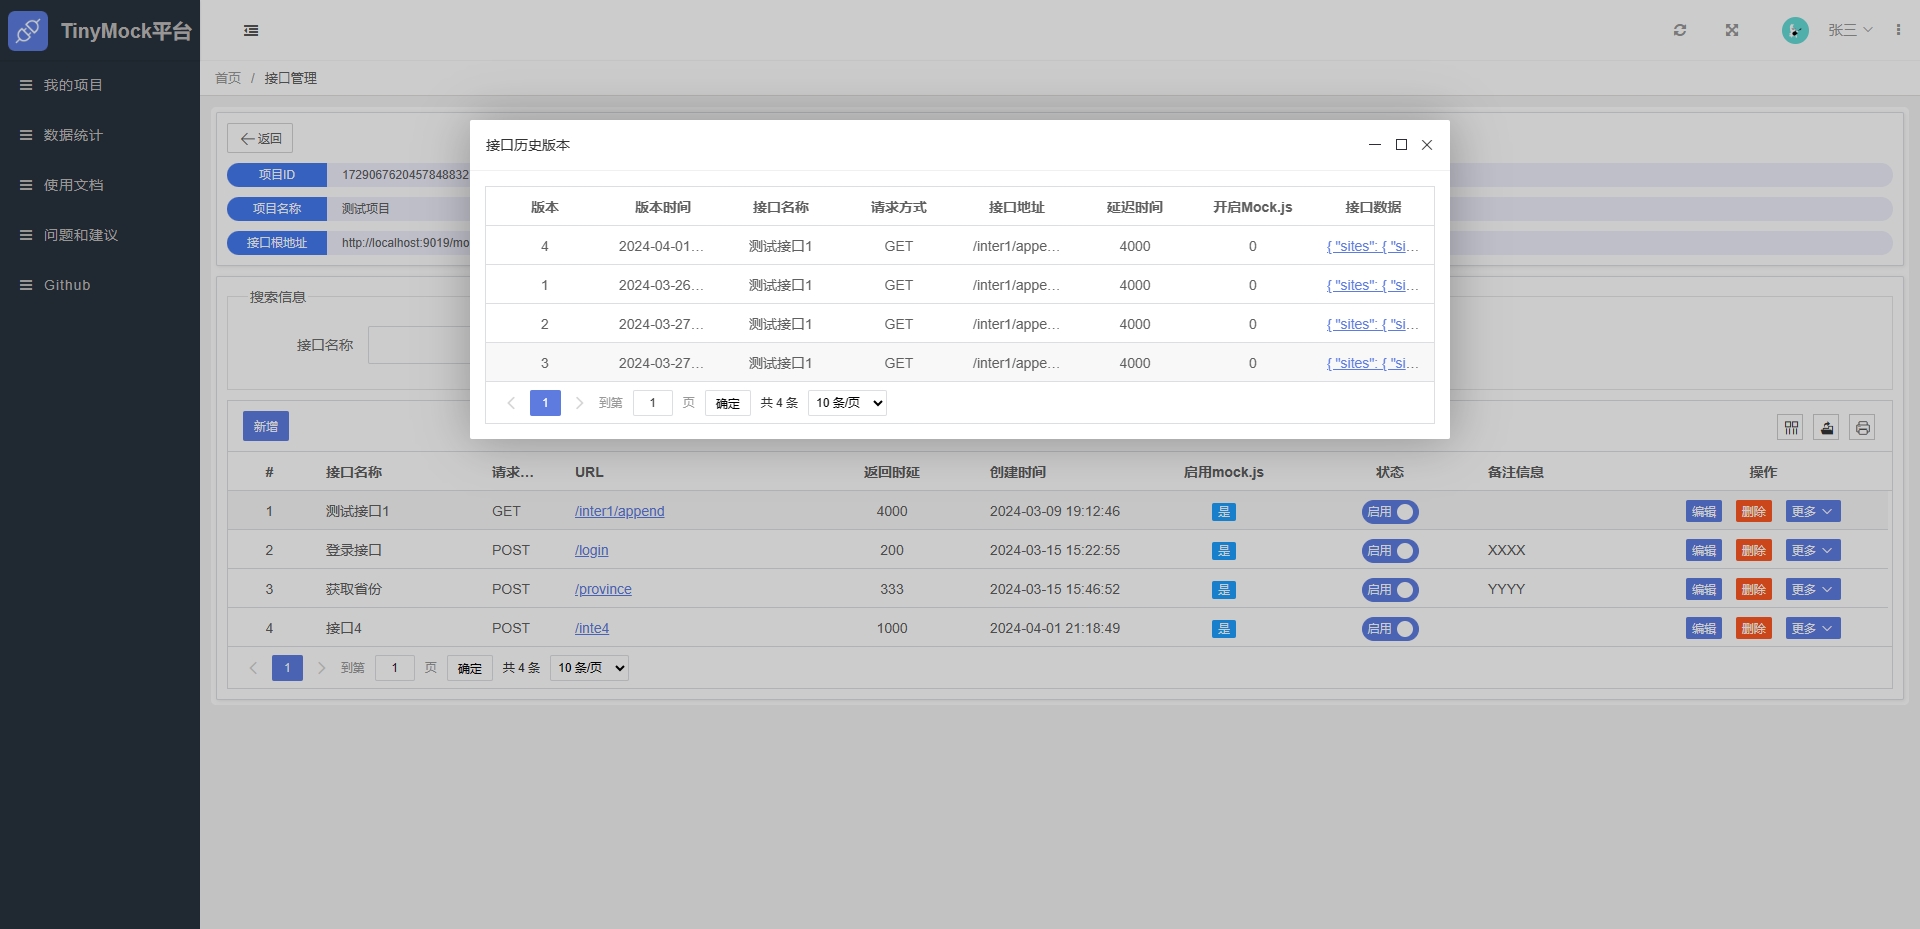 TinyMock平台
张三
我的项目
数据统计
使用文档
问题和建议
Github
首页 / 接口管理
返回
项目ID 1729067620457848832
项目名称 测试项目
接口根地址 http://localhost:9019/mo
搜索信息
接口名称
接口历史版本
版本 版本时间 接口名称 请求方式 接口地址 延迟时间 开启Mock.js 接口数据
4 2024-04-01... 测试接口1 GET /inter1/appe... 4000 0 { "sites": { "si...
1 2024-03-26... 测试接口1 GET /inter1/appe... 4000 0 { "sites": { "si...
2 2024-03-27... 测试接口1 GET /inter1/appe... 4000 0 { "sites": { "si...
3 2024-03-27... 测试接口1 GET /inter1/appe... 4000 0 { "sites": { "si...
1 到第 1 页 确定 共 4 条 10 条/页
新增
# 接口名称 请求... URL 返回时延 创建时间 启用mock.js 状态 备注信息 操作
1 测试接口1 GET /inter1/append 4000 2024-03-09 19:12:46 是 启用 编辑 删除 更多
2 登录接口 POST /login 200 2024-03-15 15:22:55 是 启用 XXXX 编辑 删除 更多
3 获取省份 POST /province 333 2024-03-15 15:46:52 是 启用 YYYY 编辑 删除 更多
4 接口4 POST /inte4 1000 2024-04-01 21:18:49 是 启用 编辑 删除 更多
1 到第 1 页 确定 共 4 条 10 条/页